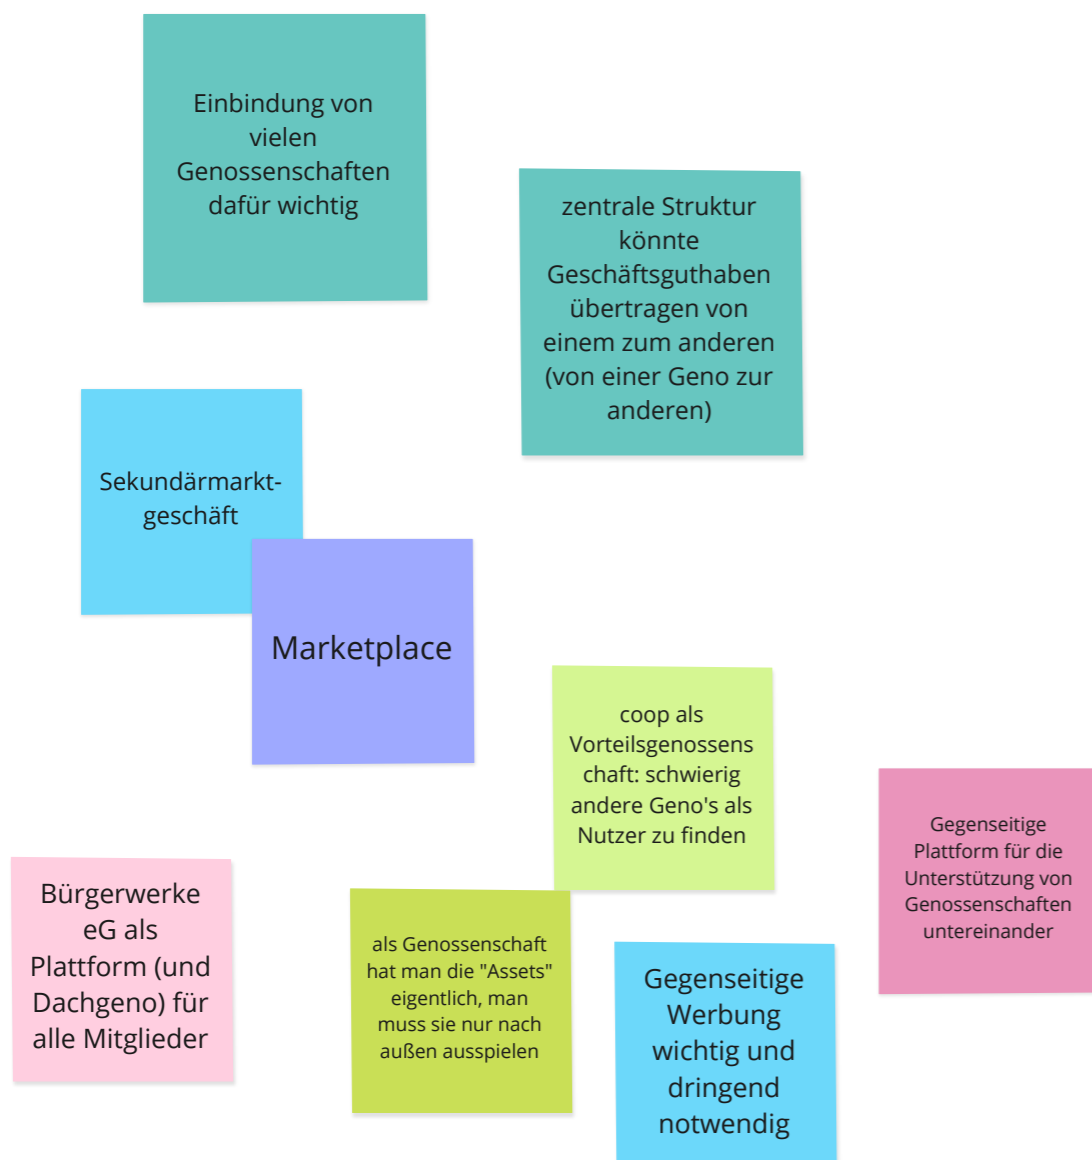 Einbindung von
vielen
Genossenschaften
dafür wichtig
zentrale Struktur
könnte
Geschäftsguthaben
übertragen von
einem zum anderen
(von einer Geno zur
anderen)
Sekundärmarkt-
geschäft
Marketplace
coop als
Vorteilsgenossens
chaft: schwierig
andere Geno's als
Nutzer zu finden
Gegenseitige
Plattform für die
Unterstützung von
Genossenschaften
untereinander
Bürgerwerke
eG als
Plattform (und
Dachgeno) für
alle Mitglieder
als Genossenschaft
hat man die "Assets"
eigentlich, man
muss sie nur nach
außen ausspielen
Gegenseitige
Werbung
wichtig und
dringend
notwendig